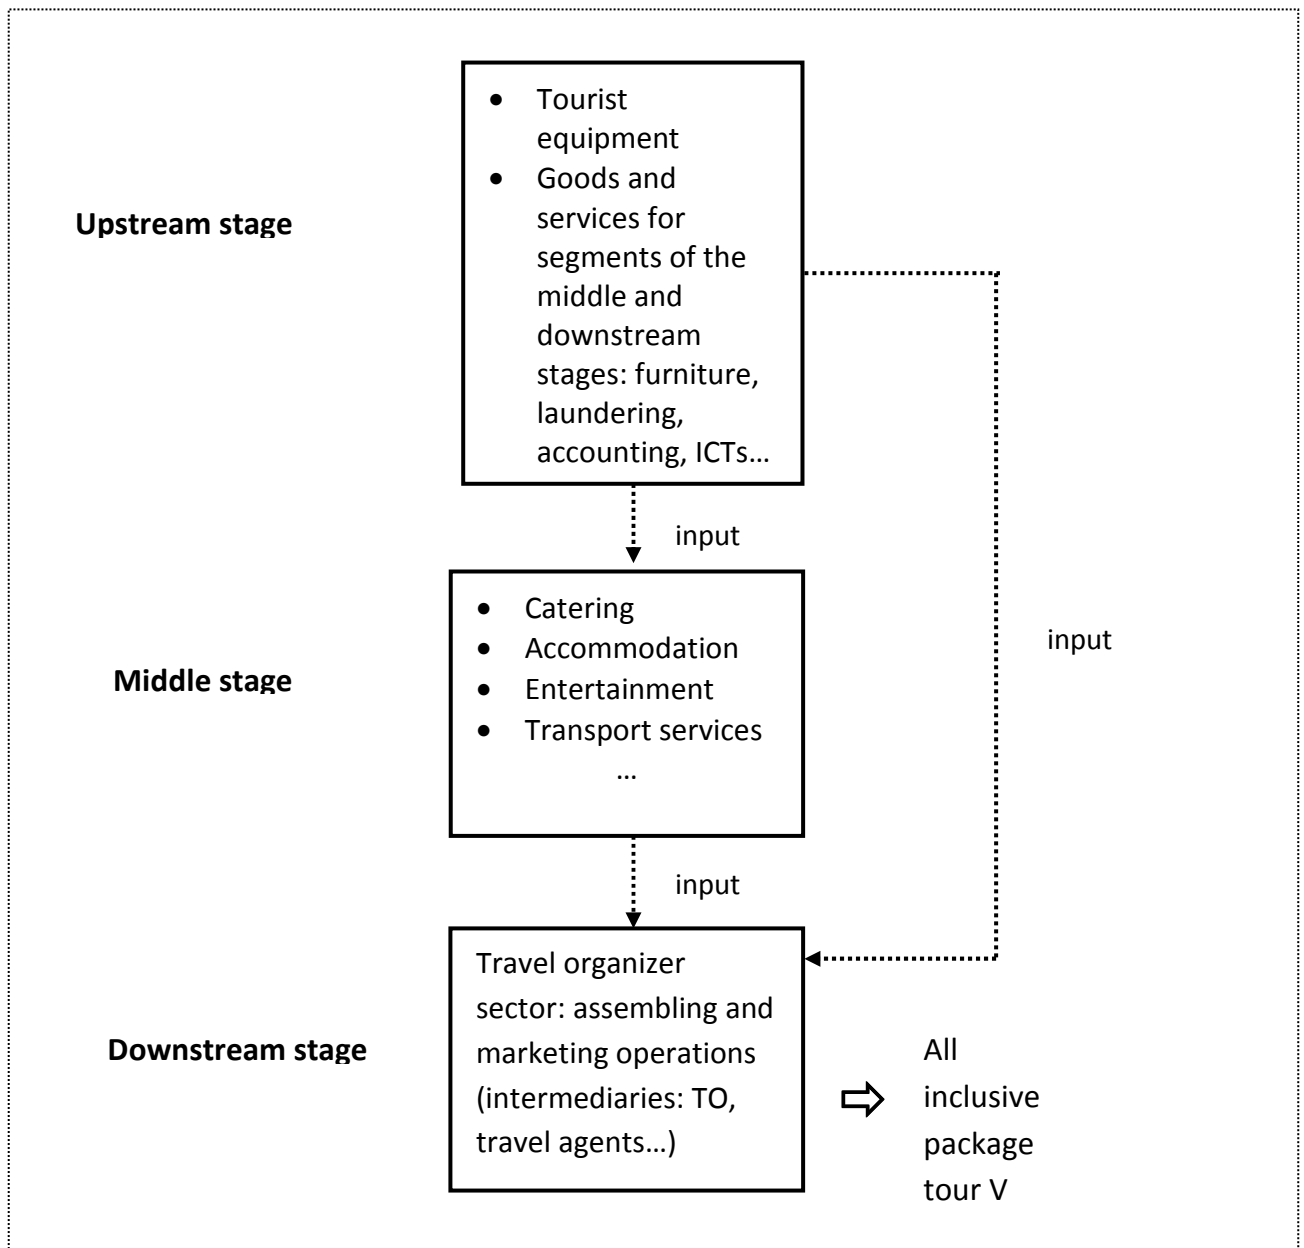 • Tourist
equipment
• Goods and
services for
segments of the
middle and
downstream
stages: furniture,
laundering,
accounting, ICTs…
Upstream stage
input
• Catering
• Accommodation
• Entertainment
• Transport services
…
Middle stage
input
input
Travel organizer
sector: assembling and
marketing operations
(intermediaries: TO,
travel agents…)
Downstream stage
All
inclusive
package
tour V